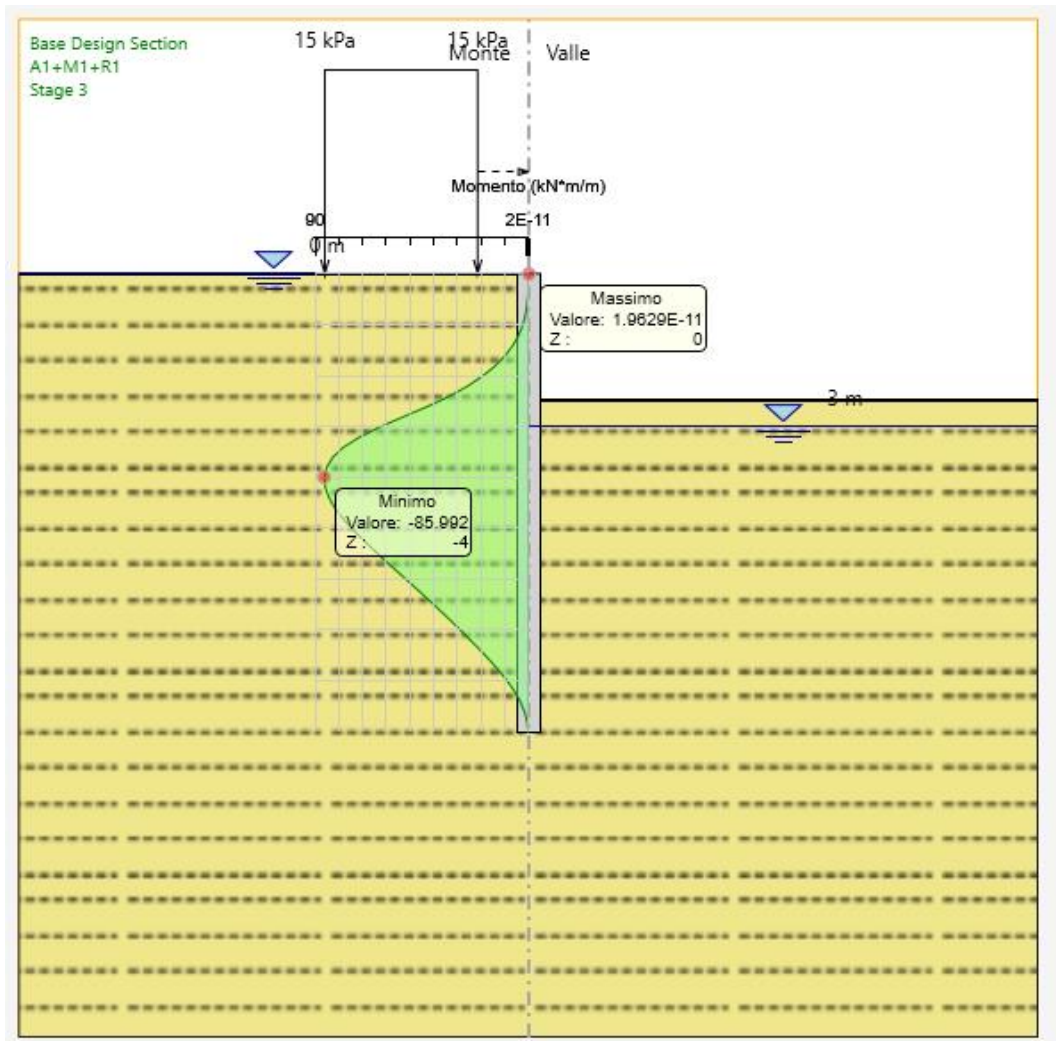 Base Design Section
A1+M1+R1
Stage 3
15 kPa
15 kPa
Monte
Valle
Momento (kN*m/m)
90
2E-11
0 m
Massimo
Valore: 1.9629E-11
Z : 0
3 m
Minimo
Valore: -85.992
Z : -4